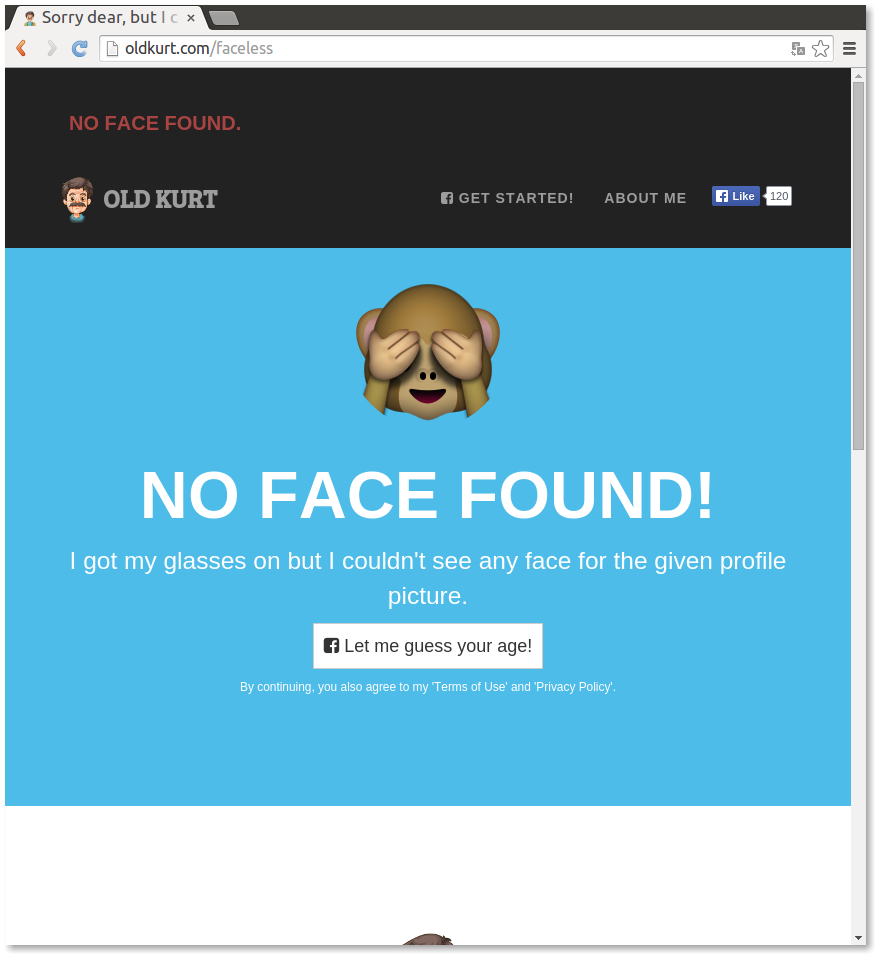 Sorry dear, but I c
oldkurt.com/faceless
NO FACE FOUND.
OLD KURT
GET STARTED!
ABOUT ME
Like
120
NO FACE FOUND!
I got my glasses on but I couldn't see any face for the given profile
picture.
Let me guess your age!
By continuing, you also agree to my 'Terms of Use' and 'Privacy Policy'.